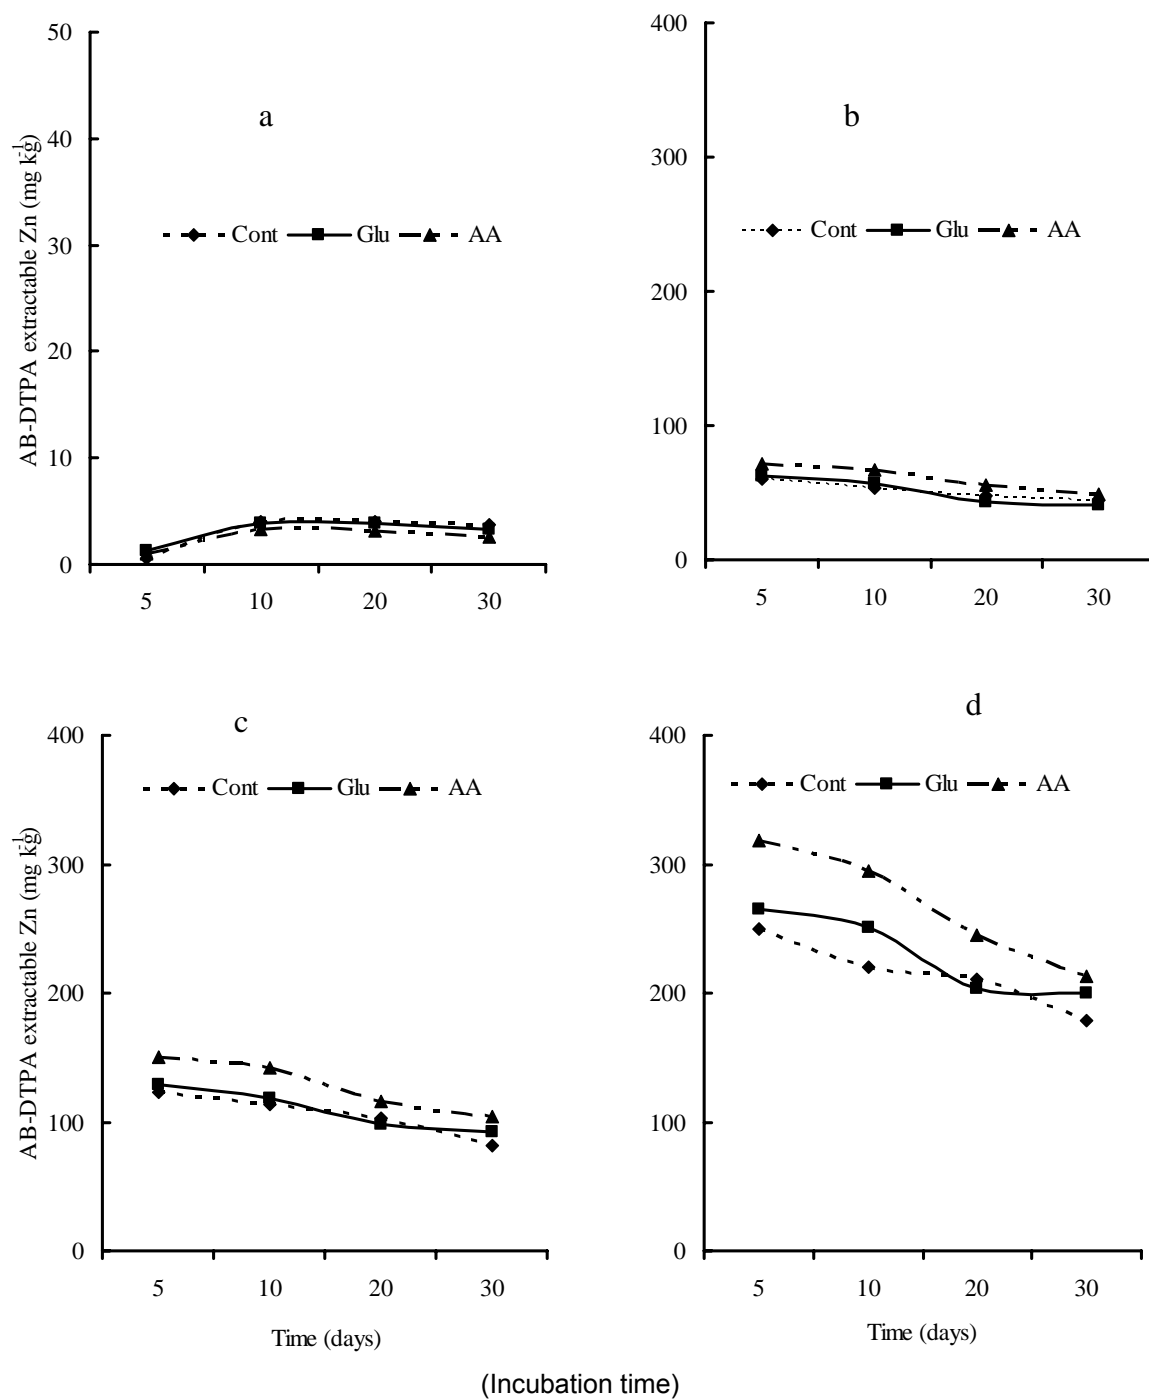 AB-DTPA extractable Zn (mg kg-1)
50
40
30
20
10
0
a
Cont Glu AA
5 10 20 30
400
300
200
100
0
b
Cont Glu AA
5 10 20 30
AB-DTPA extractable Zn (mg kg-1)
400
300
200
100
0
c
Cont Glu AA
5 10 20 30
Time (days)
400
300
200
100
0
d
Cont Glu AA
5 10 20 30
Time (days)
(Incubation time)